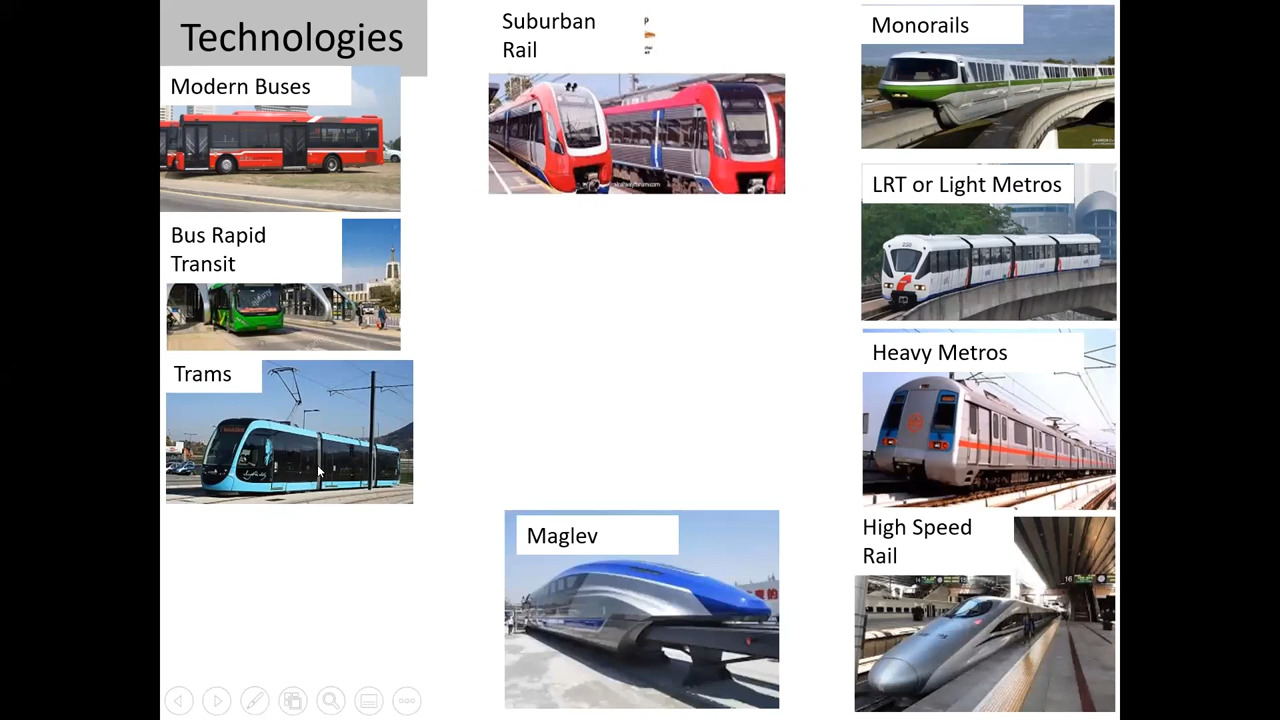 Technologies
Modern Buses
Bus Rapid
Transit
Trams
Suburban
Rail
Maglev
Monorails
LRT or Light Metros
Heavy Metros
High Speed
Rail
16